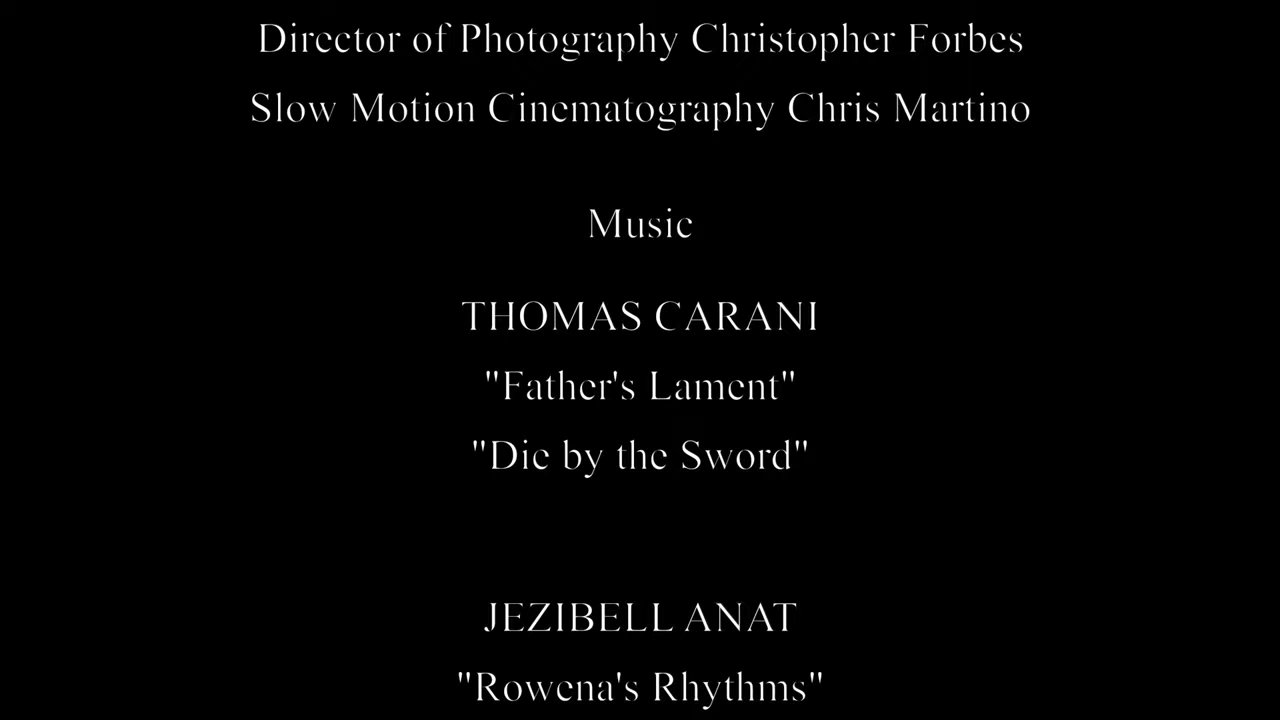 Director of Photography Christopher Forbes
Slow Motion Cinematography Chris Martino
Music
THOMAS CARANI
"Father's Lament"
"Die by the Sword"
JEZIBELL ANAT
"Rowena's Rhythms"